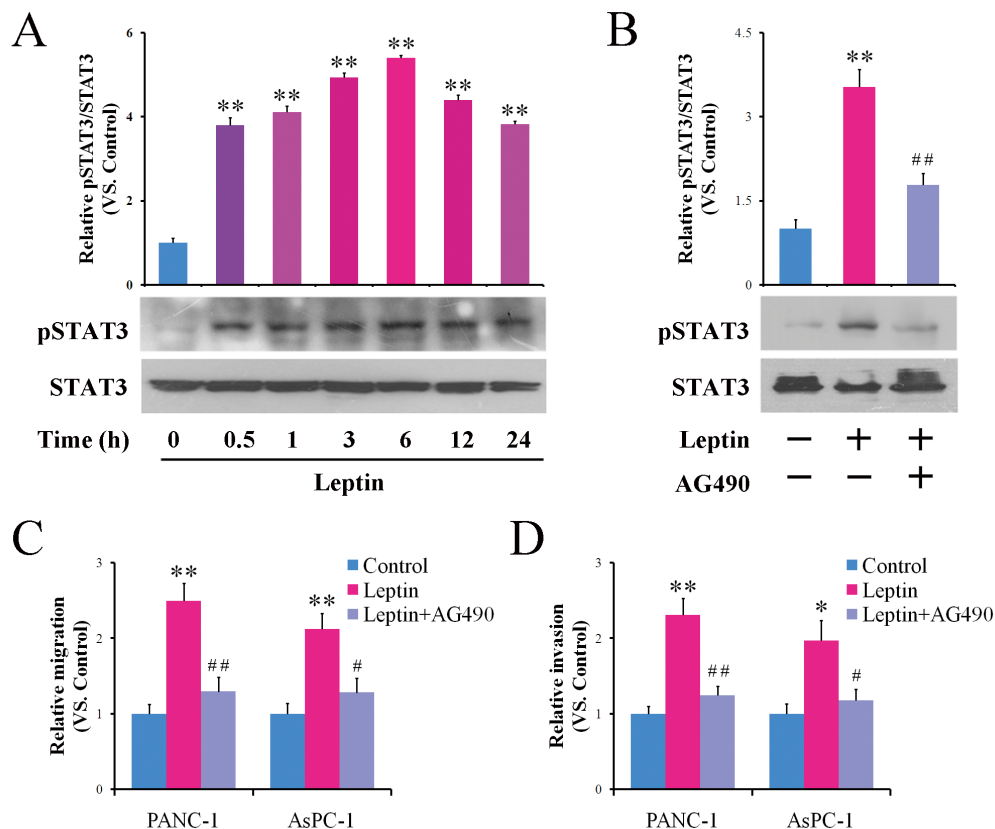 A
Relative pSTAT3/STAT3
(VS. Control)
6
4
2
0
**
**
**
**
**
**
pSTAT3
STAT3
Time (h)
0 0.5 1 3 6 12 24
Leptin
B
Relative pSTAT3/STAT3
(VS. Control)
4.5
3
1.5
0
**
##
pSTAT3
STAT3
Leptin − + +
AG490 − − +
C
Relative migration
(VS. Control)
3
2
1
0
Control
Leptin
Leptin+AG490
**
##
**
#
PANC-1 AsPC-1
D
Relative invasion
(VS. Control)
3
2
1
0
Control
Leptin
Leptin+AG490
**
##
*
#
PANC-1 AsPC-1